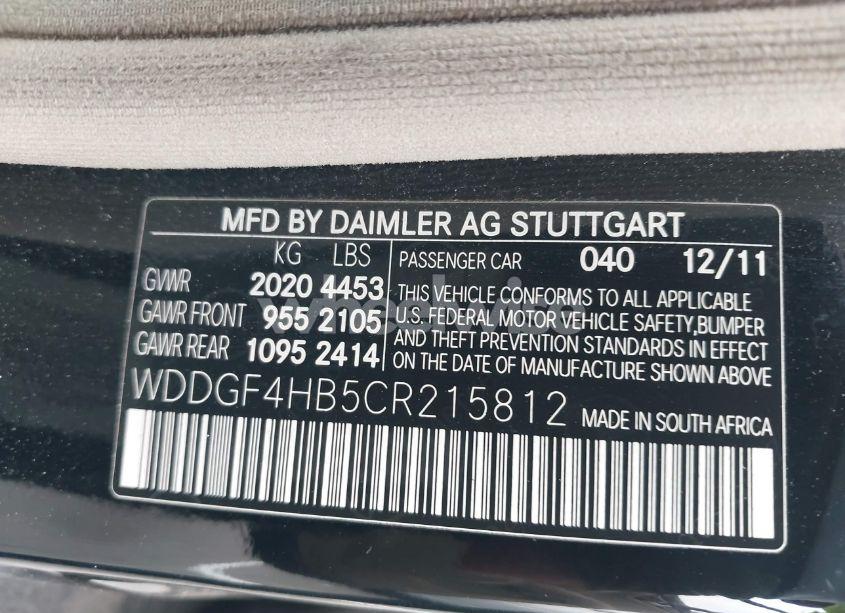 MFD BY DAIMLER AG STUTTGART
KG LBS
GVWR 2020 4453
GAWR FRONT 955 2105
GAWR REAR 1095 2414
PASSENGER CAR 040 12/11
THIS VEHICLE CONFORMS TO ALL APPLICABLE
U.S. FEDERAL MOTOR VEHICLE SAFETY,BUMPER
AND THEFT PREVENTION STANDARDS IN EFFECT
ON THE DATE OF MANUFACTURE SHOWN ABOVE
WDDGF4HB5CR215812 MADE IN SOUTH AFRICA